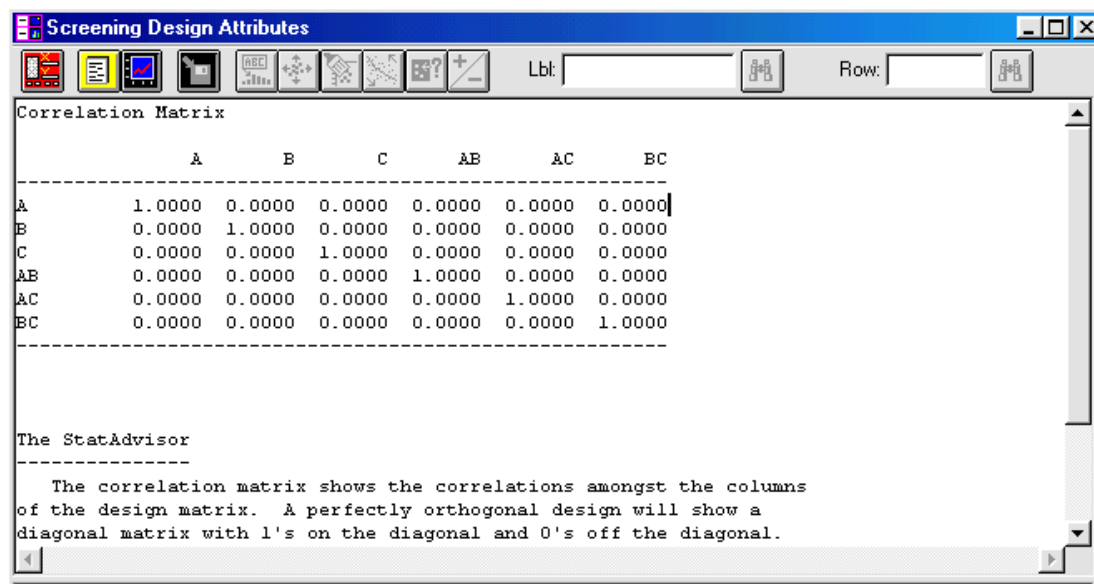 Screening Design Attributes
ABC ? + - Lbl: Row:
Correlation Matrix
A B C AB AC BC
-----------------------------------------------------------------
A 1.0000 0.0000 0.0000 0.0000 0.0000 0.0000
B 0.0000 1.0000 0.0000 0.0000 0.0000 0.0000
C 0.0000 0.0000 1.0000 0.0000 0.0000 0.0000
AB 0.0000 0.0000 0.0000 1.0000 0.0000 0.0000
AC 0.0000 0.0000 0.0000 0.0000 1.0000 0.0000
BC 0.0000 0.0000 0.0000 0.0000 0.0000 1.0000
-----------------------------------------------------------------
The StatAdvisor
---------------
The correlation matrix shows the correlations amongst the columns
of the design matrix. A perfectly orthogonal design will show a
diagonal matrix with 1's on the diagonal and 0's off the diagonal.